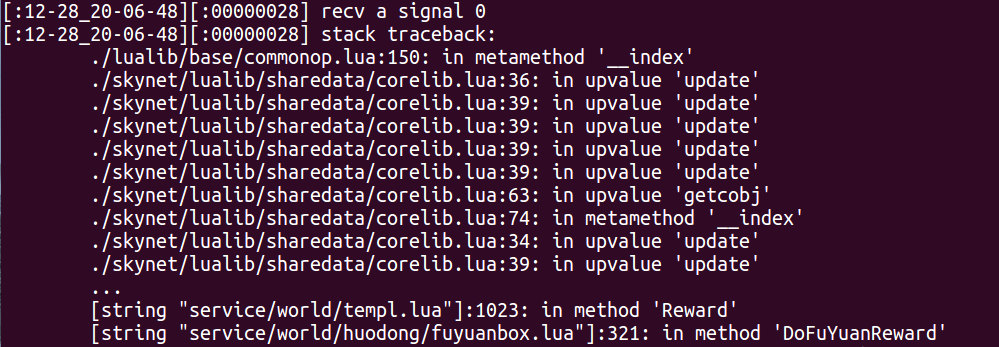 [:12-28_20-06-48][:00000028] recv a signal 0
[:12-28_20-06-48][:00000028] stack traceback:
./lualib/base/commonop.lua:150: in metamethod '__index'
./skynet/lualib/sharedata/corelib.lua:36: in upvalue 'update'
./skynet/lualib/sharedata/corelib.lua:39: in upvalue 'update'
./skynet/lualib/sharedata/corelib.lua:39: in upvalue 'update'
./skynet/lualib/sharedata/corelib.lua:39: in upvalue 'update'
./skynet/lualib/sharedata/corelib.lua:39: in upvalue 'update'
./skynet/lualib/sharedata/corelib.lua:63: in upvalue 'getcobj'
./skynet/lualib/sharedata/corelib.lua:74: in metamethod '__index'
./skynet/lualib/sharedata/corelib.lua:34: in upvalue 'update'
./skynet/lualib/sharedata/corelib.lua:39: in upvalue 'update'
...
[string "service/world/templ.lua"]:1023: in method 'Reward'
[string "service/world/huodong/fuyuanbox.lua"]:321: in method 'DoFuYuanReward'